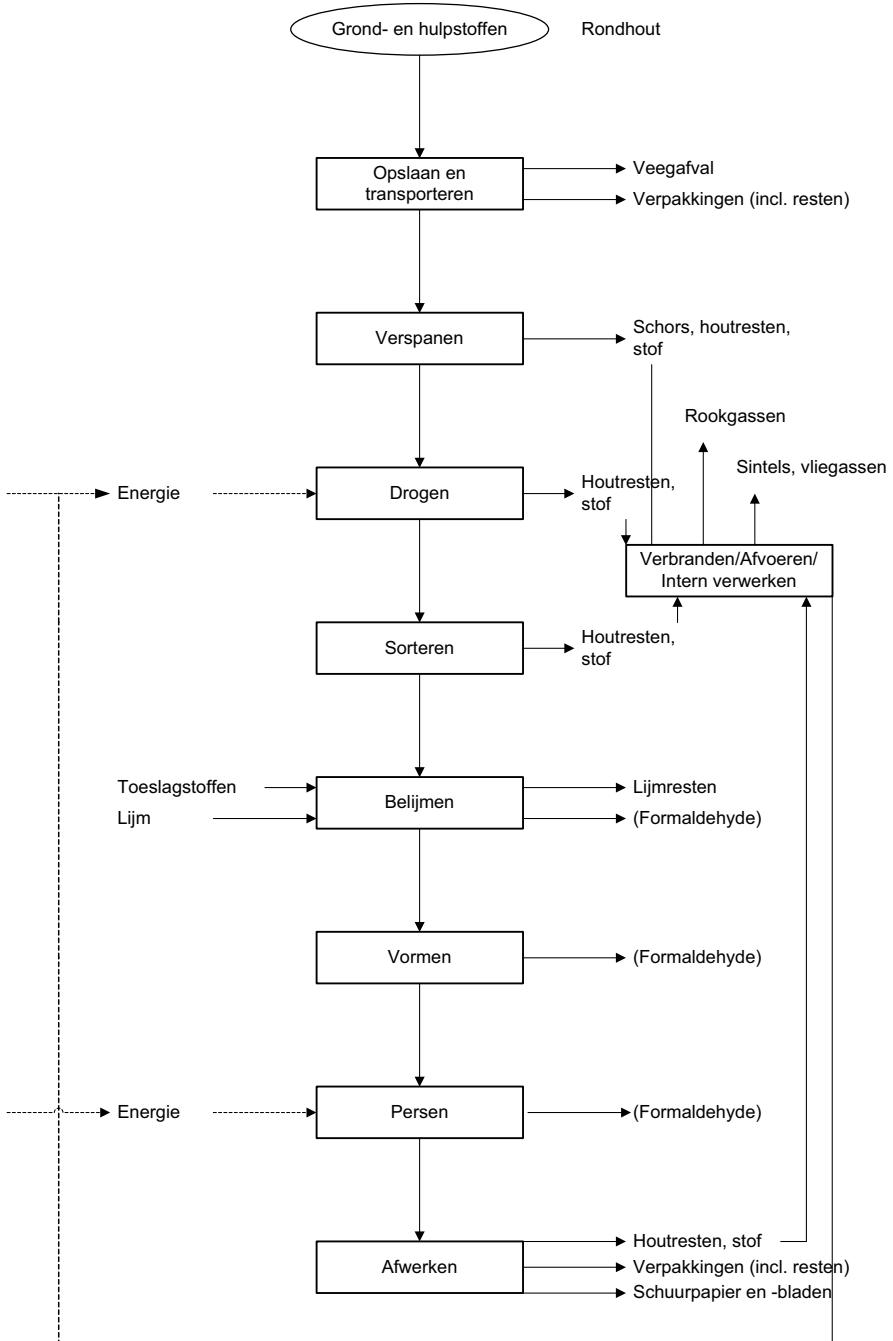 Grond- en hulpstoffen
Rondhout
Opslaan en
transporteren
Veegafval
Verpakkingen (incl. resten)
Verspanen
Schors, houtresten,
stof
Rookgassen
Sintels, vliegassen
Energie
Drogen
Houtresten,
stof
Verbranden/Afvoeren/
Intern verwerken
Sorteren
Houtresten,
stof
Toeslagstoffen
Lijm
Belijmen
Lijmresten
(Formaldehyde)
Vormen
(Formaldehyde)
Energie
Persen
(Formaldehyde)
Afwerken
Houtresten, stof
Verpakkingen (incl. resten)
Schuurpapier en -bladen